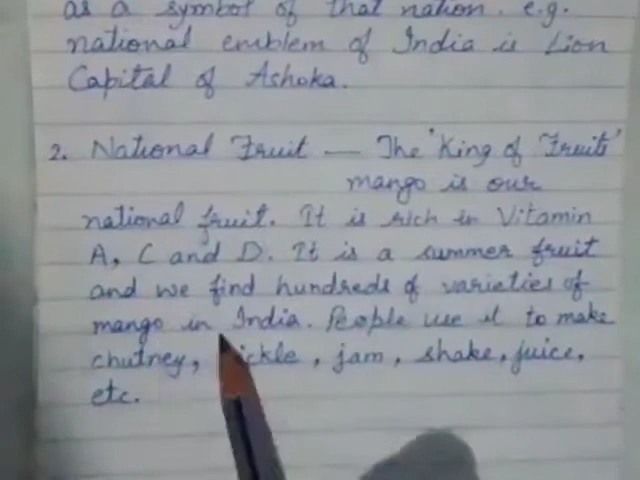 as a symbol of that nation. e.g.
national emblem of India is Lion
Capital of Ashoka.
2. National Fruit — The 'King of Fruits'
mango is our
national fruit. It is rich in Vitamin
A, C and D. It is a summer fruit
and we find hundreds of varieties of
mango in India. People use it to make
chutney, ickle, jam, shake, juice,
etc.